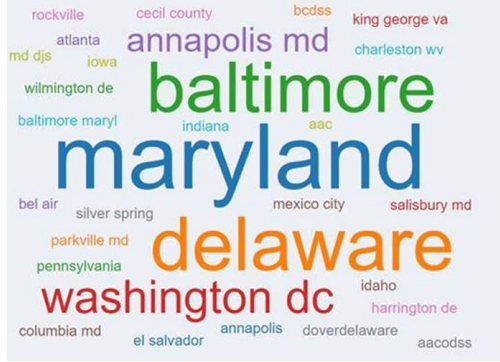 rockville
cecil county
bcdss
king george va
atlanta
annapolis md
charleston wv
md djs
iowa
wilmington de
baltimore
baltimore maryl
indiana
aac
maryland
bel air
silver spring
mexico city
salisbury md
parkville md
delaware
pennsylvania
idaho
washington dc
harrington de
columbia md
el salvador
annapolis
doverdelaware
aacodss